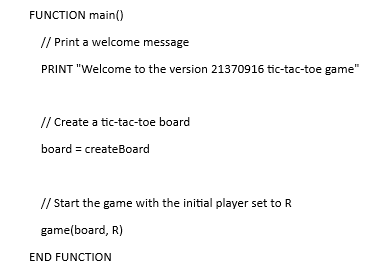 FUNCTION main()
// Print a welcome message
PRINT "Welcome to the version 21370916 tic-tac-toe game"
// Create a tic-tac-toe board
board = createBoard
// Start the game with the initial player set to R
game(board, R)
END FUNCTION